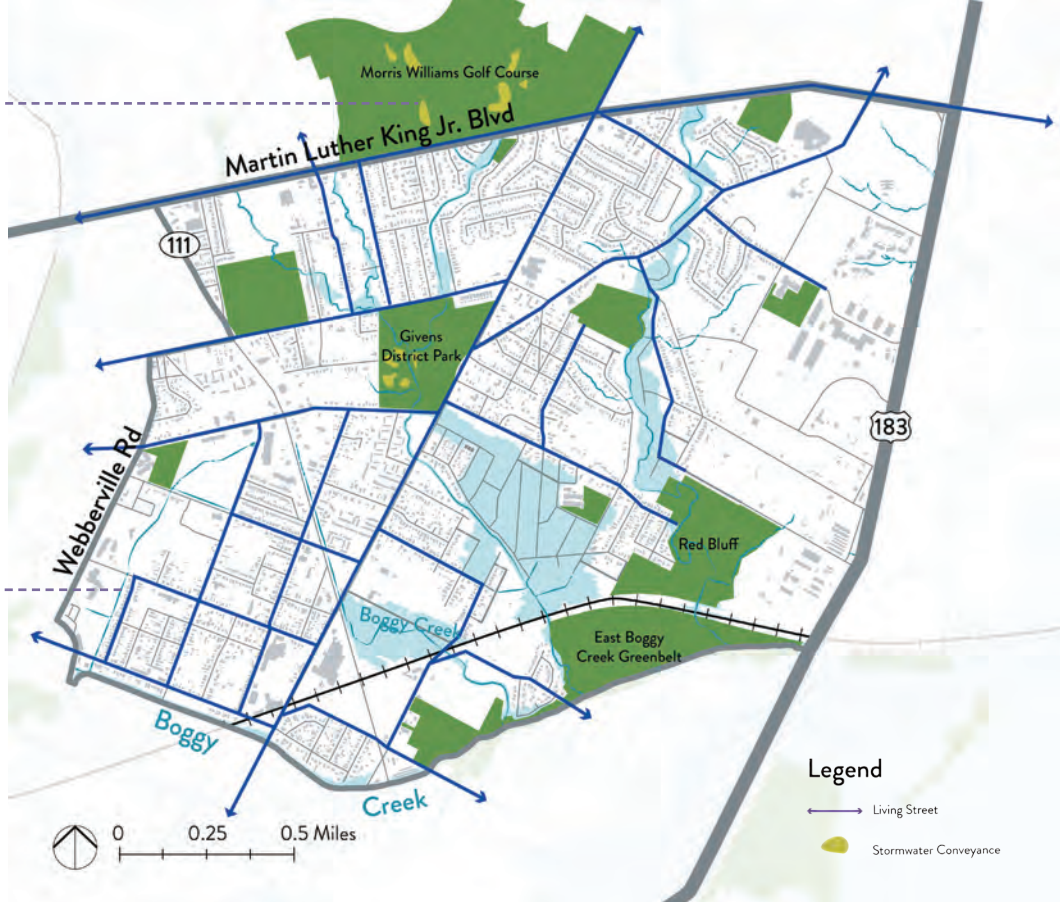 Morris Williams Golf Course
Martin Luther King Jr. Blvd
111
Givens
District Park
183
Webberville Rd
Red Bluff
Boggy Creek
East Boggy
Creek Greenbelt
Boggy
Creek
Legend
Living Street
Stormwater Conveyance
0 0.25 0.5 Miles